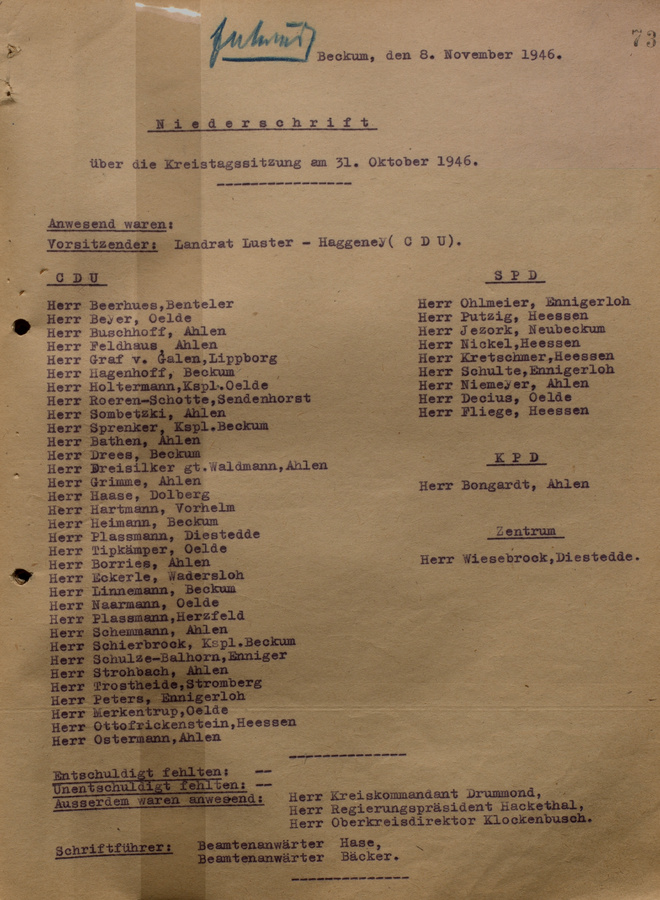 73
Beckum, den 8. November 1946.
Niederschrift
über die Kreistagssitzung am 31. Oktober 1946.
Anwesend waren:
Vorsitzender: Landrat Luster - Haggeney( C D U).
CDU
Herr Beerhues,Benteler
Herr Beyer, Oelde
Herr Buschhoff, Ahlen
Herr Feldhaus, Ahlen
Herr Graf v. Galen,Lippborg
Herr Hagenhoff, Beckum
Herr Holtermann,Kspl.Oelde
Herr Roeren-Schotte,Sendenhorst
Herr Sombetzki, Ahlen
Herr Sprenker, Kspl.Beckum
Herr Bathen, Ahlen
Herr Drees, Beckum
Herr Dreisilker gt.Waldmann,Ahlen
Herr Grimme, Ahlen
Herr Haase, Dolberg
Herr Hartmann, Vorhelm
Herr Heimann, Beckum
Herr Plassmann, Diestedde
Herr Tipkämper, Oelde
Herr Borries, Ahlen
Herr Eckerle, Wadersloh
Herr Linnemann, Beckum
Herr Naarmann, Oelde
Herr Plassmann,Herzfeld
Herr Schemmann, Ahlen
Herr Schierbrock, Kspl.Beckum
Herr Schulze-Balhorn,Enniger
Herr Strohbach, Ahlen
Herr Trostheide,Stromberg
Herr Peters, Ennigerloh
Herr Merkentrup,Oelde
Herr Ottofrickenstein,Heessen
Herr Ostermann,Ahlen
SPD
Herr Ohlmeier, Ennigerloh
Herr Putzig, Heessen
Herr Jezork, Neubeckum
Herr Nickel,Heessen
Herr Kretschmer,Heessen
Herr Schulte,Ennigerloh
Herr Niemeyer, Ahlen
Herr Decius, Oelde
Herr Fliege, Heessen
KPD
Herr Bongardt, Ahlen
Zentrum
Herr Wiesebrock,Diestedde.
Entschuldigt fehlten: --
Unentschuldigt fehlten: --
Ausserdem waren anwesend: Herr Kreiskommandant Drummond,
Herr Regierungspräsident Hackethal,
Herr Oberkreisdirektor Klockenbusch.
Schriftführer: Beamtenanwärter Hase,
Beamtenanwärter Bäcker.